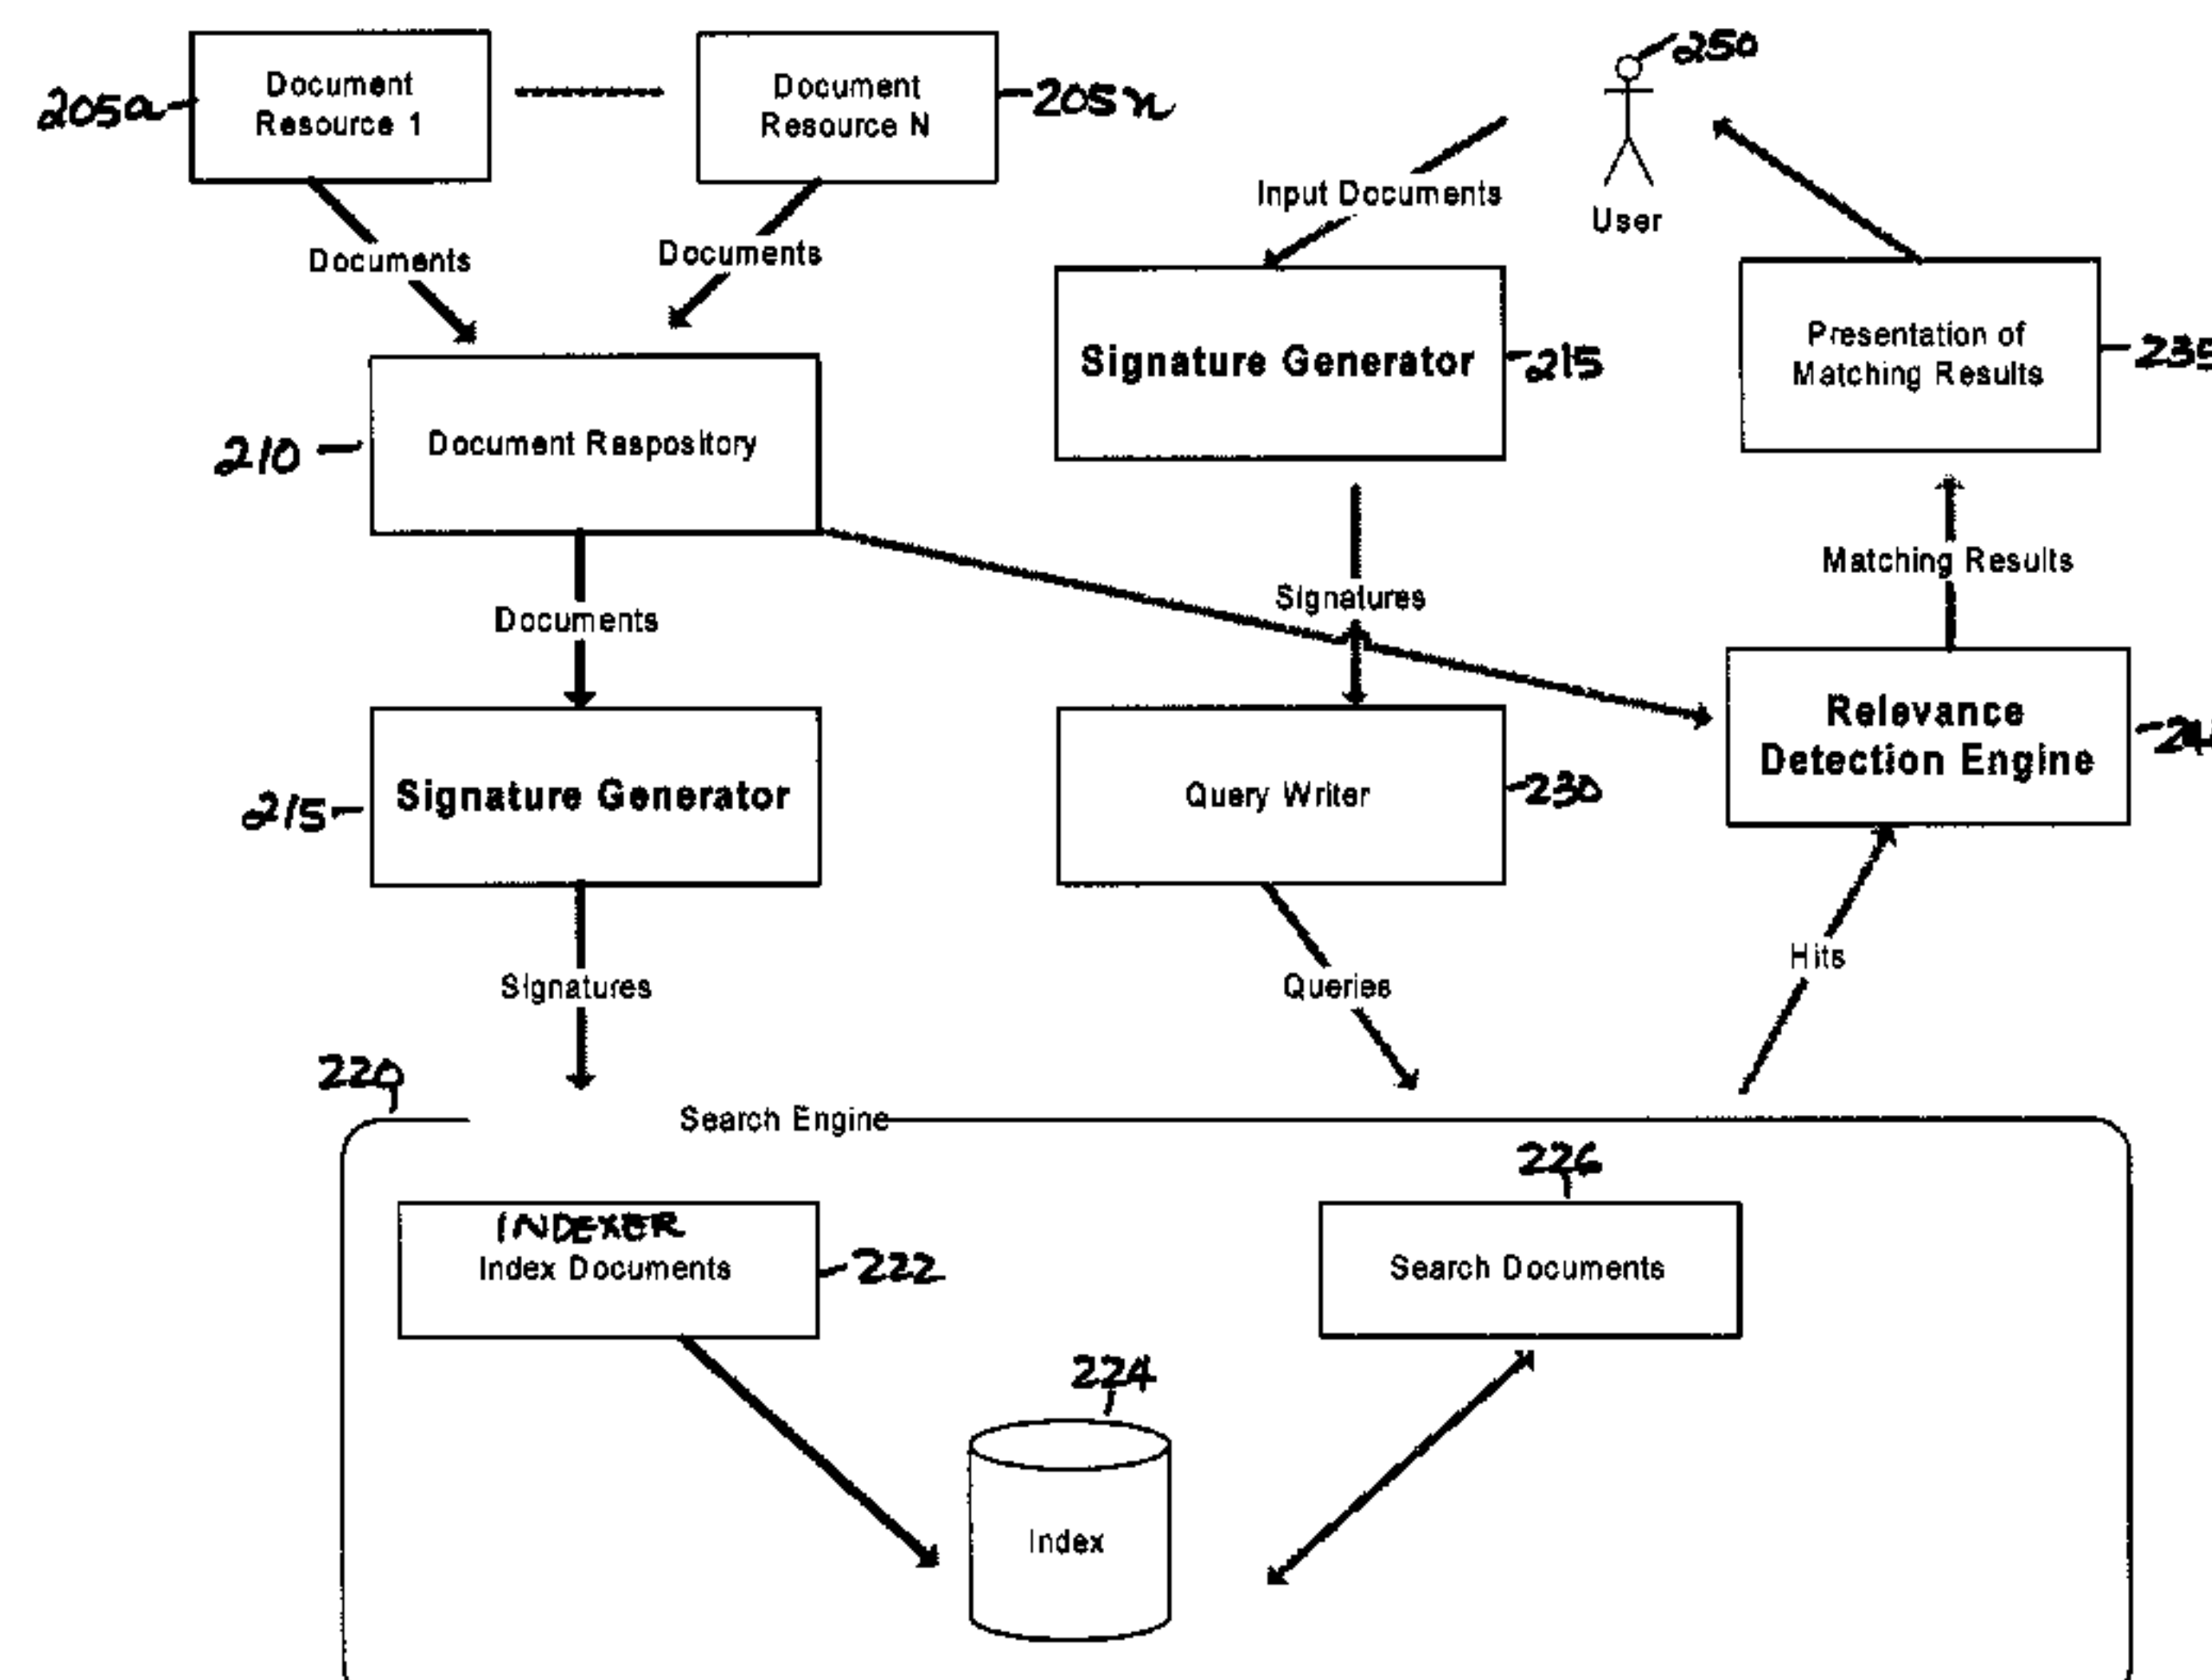 Document
Resource 1
205a
Document
Resource N
205n
250
User
Input Documents
Documents
Documents
Signature Generator
215
Presentation of
Matching Results
Document Respository
210
Matching Results
Signatures
Documents
Relevance
Detection Engine
Signature Generator
215
Query Writer
230
Hits
Signatures
Queries
220
Search Engine
226
INDEXER
Index Documents
222
Search Documents
224
Index